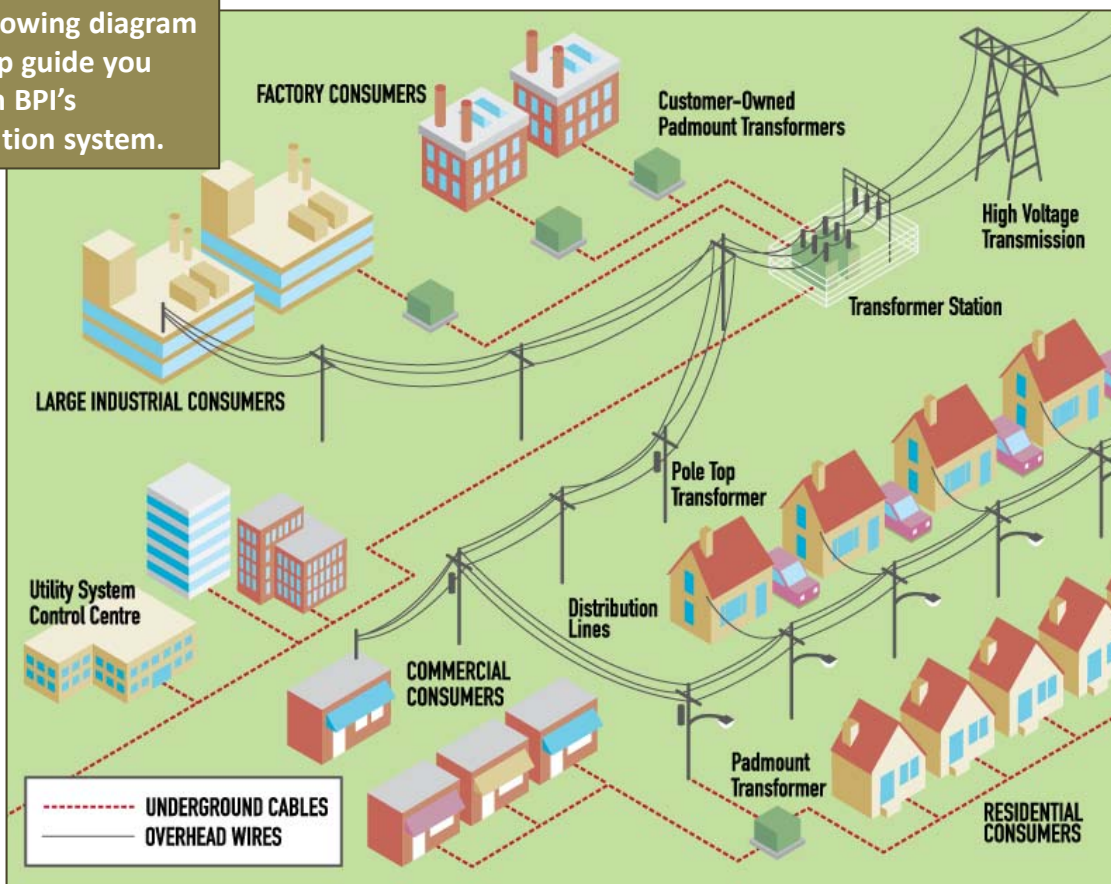 owing diagram
guide you
BPI's
tion system.
FACTORY CONSUMERS
Customer-Owned
Padmount Transformers
High Voltage
Transmission
Transformer Station
LARGE INDUSTRIAL CONSUMERS
Pole Top
Transformer
Utility System
Control Centre
Distribution
Lines
COMMERCIAL
CONSUMERS
Padmount
Transformer
RESIDENTIAL
CONSUMERS
UNDERGROUND CABLES
OVERHEAD WIRES